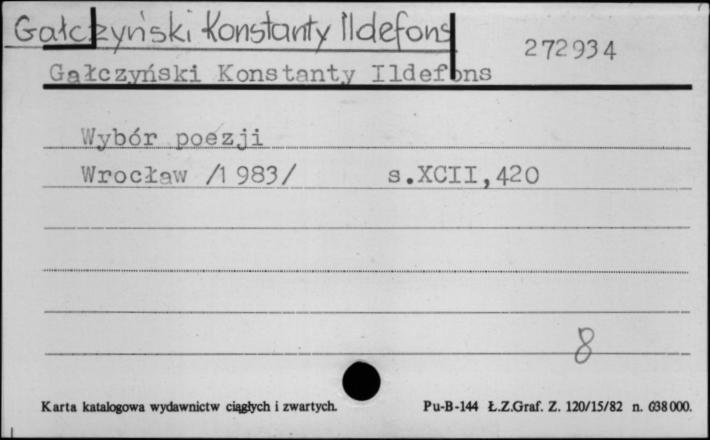 Gałczyński Konstanty Ildefons
272934
Gałczyński Konstanty Ildefons
Wybór poezji
Wrocław /1983/ s.XCII,420
8
Karta katalogowa wydawnictw ciągłych i zwartych. Pu-B-144 Ł.Z.Graf. Z. 120/15/82 n. 638000.